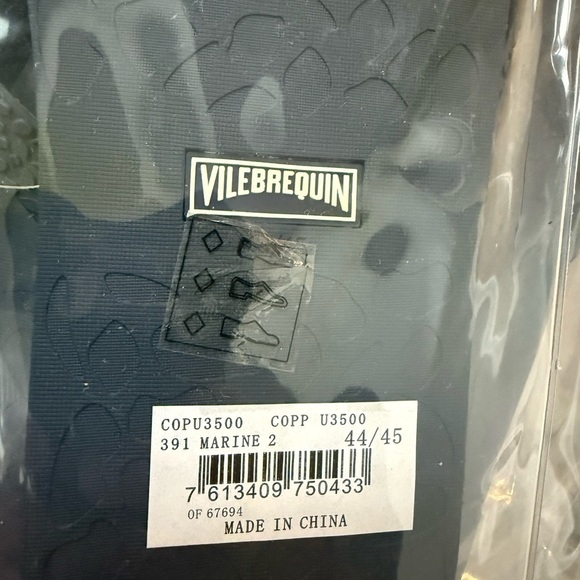 VILEBREQUIN
COPU3500 COPP U3500
391 MARINE 2 44/45
7 613409 750433
OF 67694
MADE IN CHINA